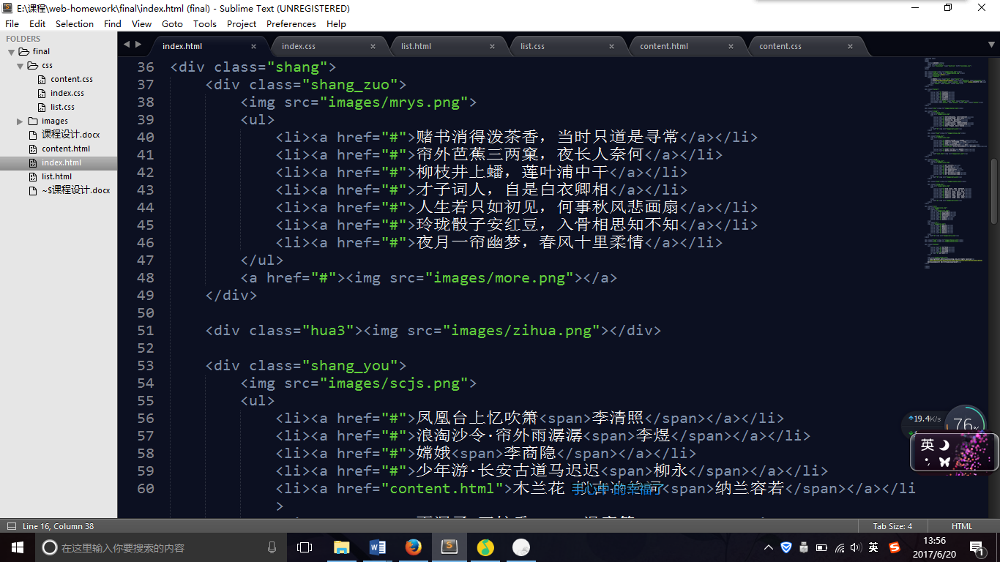 E:\课程\web-homework\final\index.html (final) - Sublime Text (UNREGISTERED)
File Edit Selection Find View Goto Tools Project Preferences Help
FOLDERS
final
css
content.css
index.css
list.css
images
课程设计.docx
content.html
index.html
list.html
~$课程设计.docx
index.html index.css list.html list.css content.html content.css
36 <div class="shang">
37 <div class="shang_zuo">
38 <img src="images/mrys.png">
39 <ul>
40 <li><a href="#">赌书消得泼茶香，当时只道是寻常</a></li>
41 <li><a href="#">帘外芭蕉三两窠，夜长人奈何</a></li>
42 <li><a href="#">柳枝井上蟠，莲叶浦中干</a></li>
43 <li><a href="#">才子词人，自是白衣卿相</a></li>
44 <li><a href="#">人生若只如初见，何事秋风悲画扇</a></li>
45 <li><a href="#">玲珑骰子安红豆，入骨相思知不知</a></li>
46 <li><a href="#">夜月一帘幽梦，春风十里柔情</a></li>
47 </ul>
48 <a href="#"><img src="images/more.png"></a>
49 </div>
50
51 <div class="hua3"><img src="images/zihua.png"></div>
52
53 <div class="shang_you">
54 <img src="images/scjs.png">
55 <ul>
56 <li><a href="#">凤凰台上忆吹箫<span>李清照</span></a></li>
57 <li><a href="#">浪淘沙令·帘外雨潺潺<span>李煜</span></a></li>
58 <li><a href="#">嫦娥<span>李商隐</span></a></li>
59 <li><a href="#">少年游·长安古道马迟迟<span>柳永</span></a></li>
60 <li><a href="content.html">木兰花<span>纳兰容若</span></a></li
>
19.4K/s
76%
英
Line 16, Column 38 Tab Size: 4 HTML
在这里输入你要搜索的内容
英
13:56
2017/6/20
1